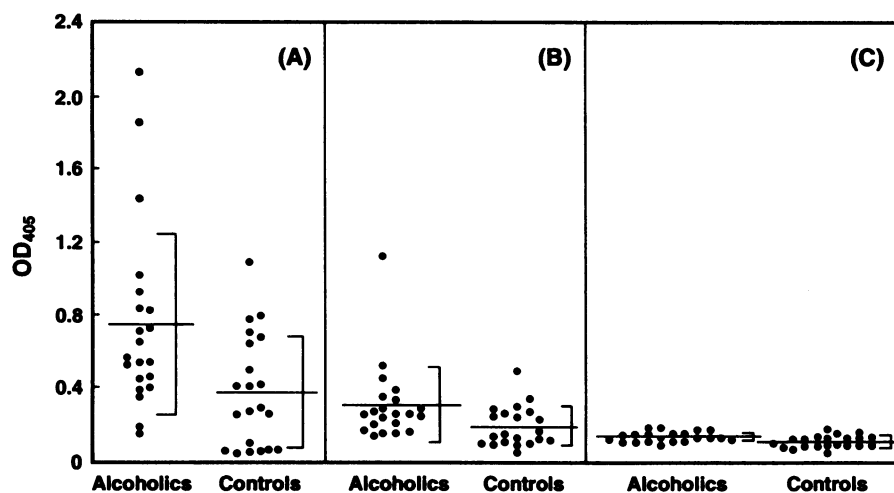 2.4
(A)
(B)
(C)
2.0
1.6
OD405
1.2
0.8
0.4
0
Alcoholics Controls Alcoholics Controls Alcoholics Controls